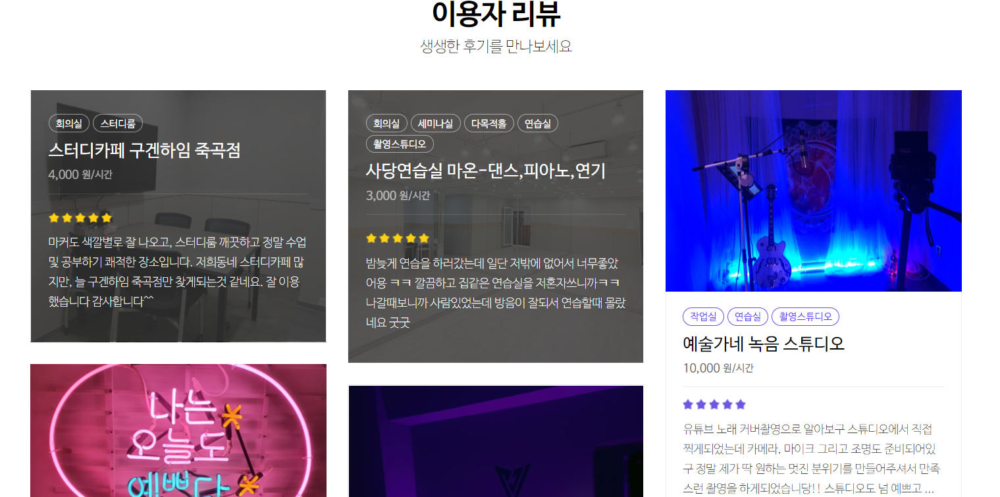 이용자 리뷰
생생한 후기를 만나보세요
회의실 스터디룸
스터디카페 구겐하임 죽곡점
4,000 원/시간
마커도 색깔별로 잘 나오고, 스터디룸 깨끗하고 정말 수업
및 공부하기 쾌적한 장소입니다. 저희동네 스터디카페 많
지만, 늘 구겐하임 죽곡점만 찾게되는것 같네요. 잘 이용
했습니다 감사합니다^^
나는
오늘도
예쁘다
회의실 세미나실 다목적홀 연습실
촬영스튜디오
사당연습실 마온-댄스,피아노,연기
3,000 원/시간
밤늦게 연습을 하러갔는데 일단 저밖에 없어서 너무좋았
어용 ㅋㅋ 깔끔하고 집같은 연습실을 저혼자쓰니까ㅋㅋ
나갈때보니까 사람있었는데 방음이 잘되서 연습할때 몰랐
네요 굿굿
작업실 연습실 촬영스튜디오
예술가네 녹음 스튜디오
10,000 원/시간
유튜브 노래 커버촬영으로 알아보구 스튜디오에서 직접
찍게되었는데 카메라, 마이크 그리고 조명도 준비되어있
구 정말 제가 딱 원하는 멋진 분위기를 만들어주셔서 만족
스런 촬영을 하게되었습니당!! 스튜디오도 넘 예쁘고 ...